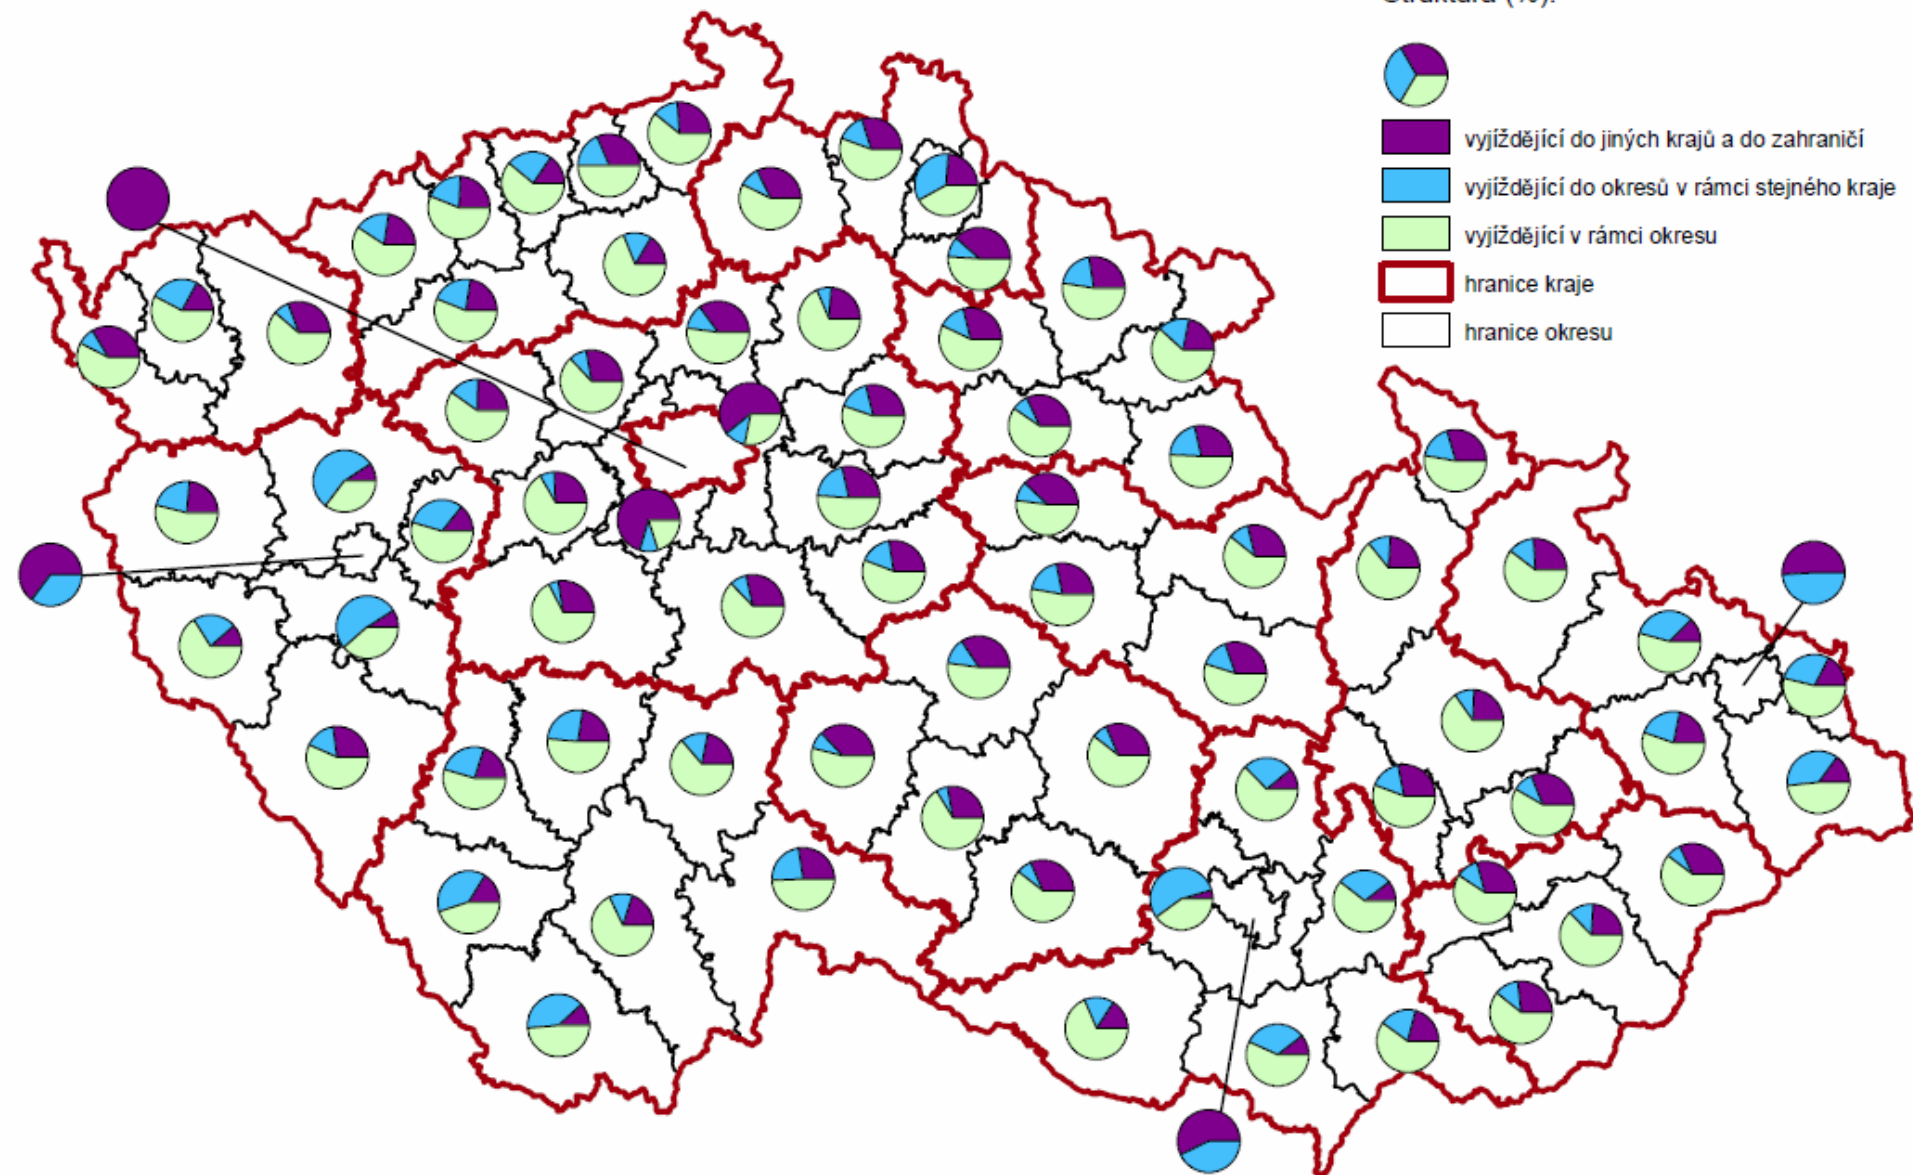 Struktura (%):
vyjíždějící do jiných krajů a do zahraničí
vyjíždějící do okresů v rámci stejného kraje
vyjíždějící v rámci okresu
hranice kraje
hranice okresu